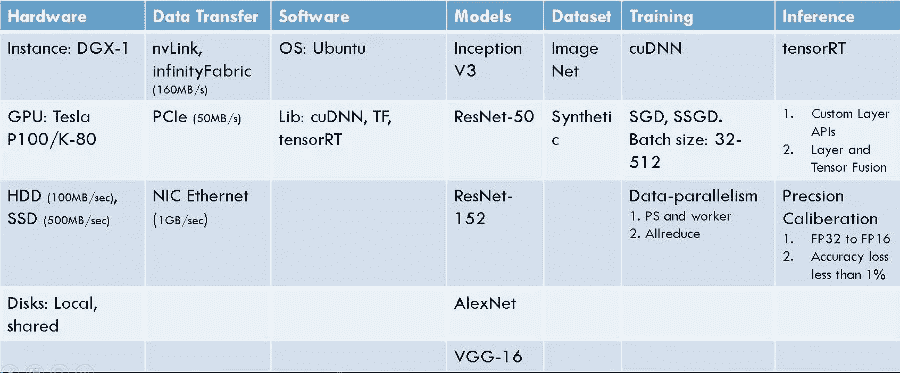 Hardware Data Transfer Software Models Dataset Training Inference
Instance: DGX-1
nvLink,
infinityFabric
(160MB/s)
OS: Ubuntu
Inception
V3
Image
Net
cuDNN
tensorRT
GPU: Tesla
P100/K-80
PCIe (50MB/s)
Lib: cuDNN, TF,
tensorRT
ResNet-50
Syntheti
c
SGD, SSGD.
Batch size: 32-
512
1. Custom Layer
APIs
2. Layer and
Tensor Fusion
HDD (100MB/sec),
SSD (500MB/sec)
NIC Ethernet
(1GB/sec)
ResNet-
152
Data-parallelism
1. PS and worker
2. Allreduce
Precsion
Caliberation
1. FP32 to FP16
2. Accuracy loss
less than 1%
Disks: Local,
shared
AlexNet
VGG-16